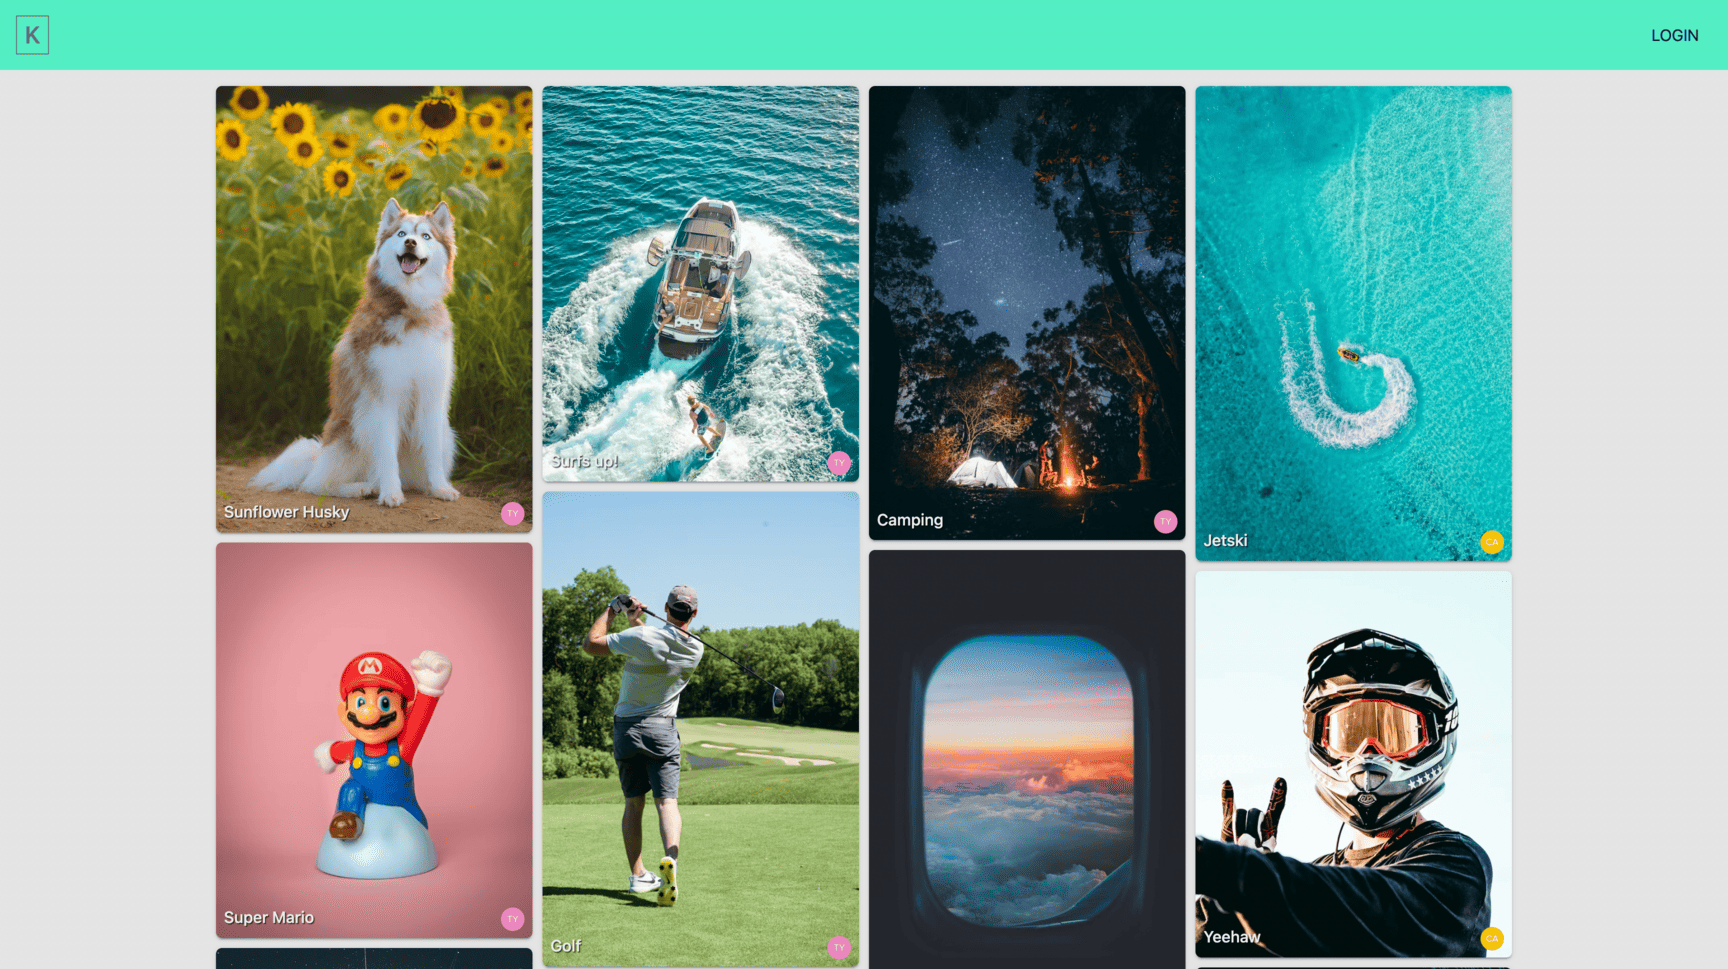 K
LOGIN
Sunflower Husky
TY
Surfs up!
TY
Camping
TY
Jetski
CA
Super Mario
TY
M
Golf
TY
Yeehaw
CA